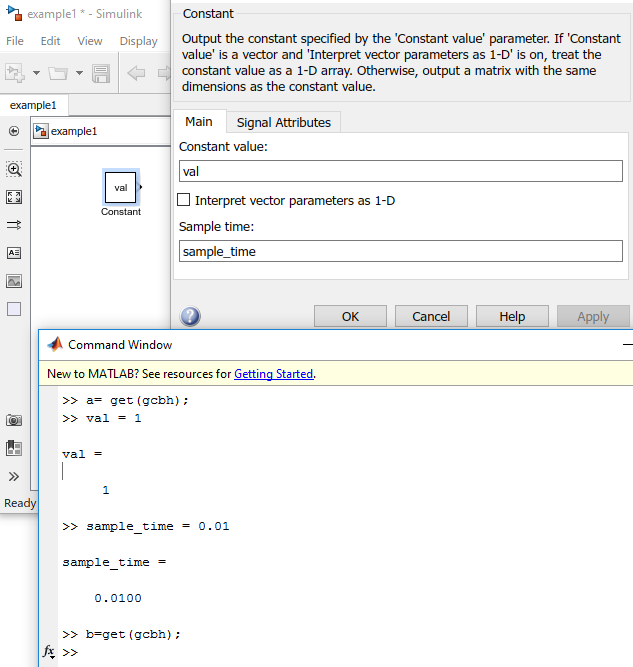 example1 * - Simulink
File Edit View Display
example1
example1
val
Constant
Ready
Constant
Output the constant specified by the 'Constant value' parameter. If 'Constant
value' is a vector and 'Interpret vector parameters as 1-D' is on, treat the
constant value as a 1-D array. Otherwise, output a matrix with the same
dimensions as the constant value.
Main Signal Attributes
Constant value:
val
Interpret vector parameters as 1-D
Sample time:
sample_time
OK Cancel Help Apply
Command Window
New to MATLAB? See resources for Getting Started.
>> a= get(gcbh);
>> val = 1
val =
1
>> sample_time = 0.01
sample_time =
0.0100
>> b=get(gcbh);
fx >>